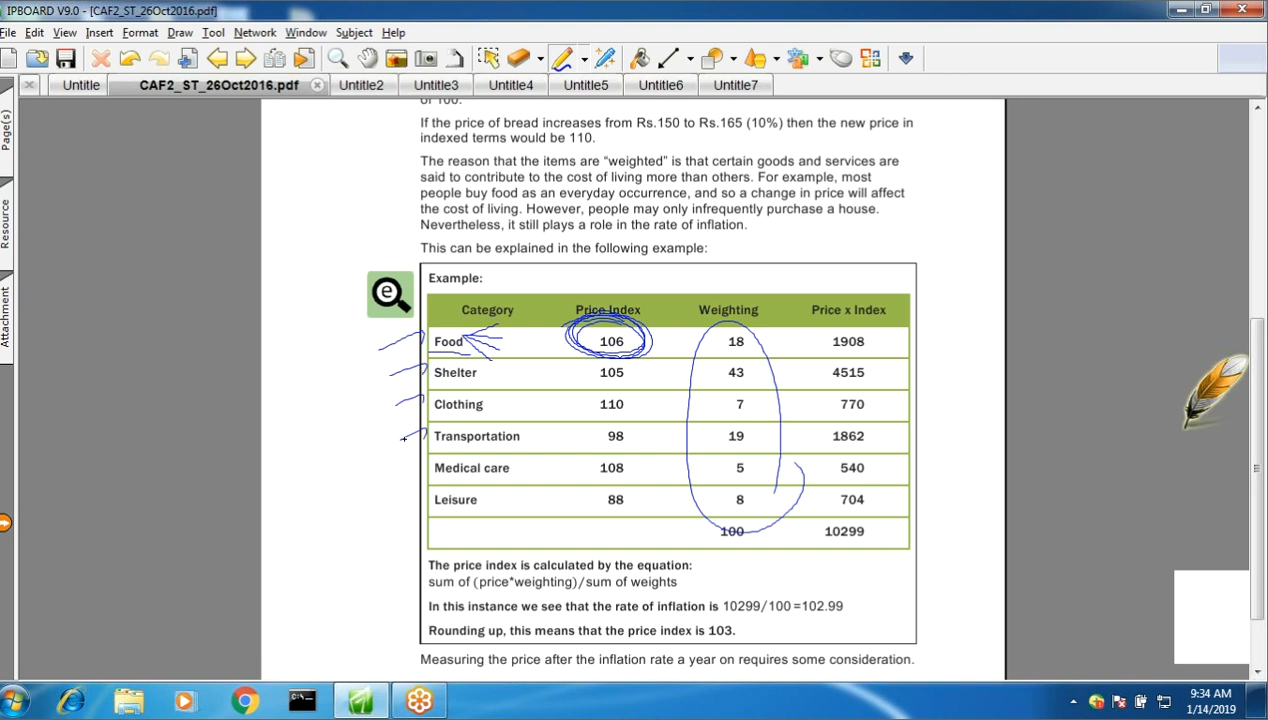 IPBOARD V9.0 - [CAF2_ST_26Oct2016.pdf]
File Edit View Insert Format Draw Tool Network Window Subject Help
Untitle CAF2_ST_26Oct2016.pdf Untitle2 Untitle3 Untitle4 Untitle5 Untitle6 Untitle7
Page(s)
Resource
Attachment
of 100.
If the price of bread increases from Rs.150 to Rs.165 (10%) then the new price in
indexed terms would be 110.
The reason that the items are “weighted” is that certain goods and services are
said to contribute to the cost of living more than others. For example, most
people buy food as an everyday occurrence, and so a change in price will affect
the cost of living. However, people may only infrequently purchase a house.
Nevertheless, it still plays a role in the rate of inflation.
This can be explained in the following example:
Example:
Category Price Index Weighting Price x Index
Food 106 18 1908
Shelter 105 43 4515
Clothing 110 7 770
Transportation 98 19 1862
Medical care 108 5 540
Leisure 88 8 704
100 10299
The price index is calculated by the equation:
sum of (price*weighting)/sum of weights
In this instance we see that the rate of inflation is 10299/100 =102.99
Rounding up, this means that the price index is 103.
Measuring the price after the inflation rate a year on requires some consideration.
9:34 AM
1/14/2019